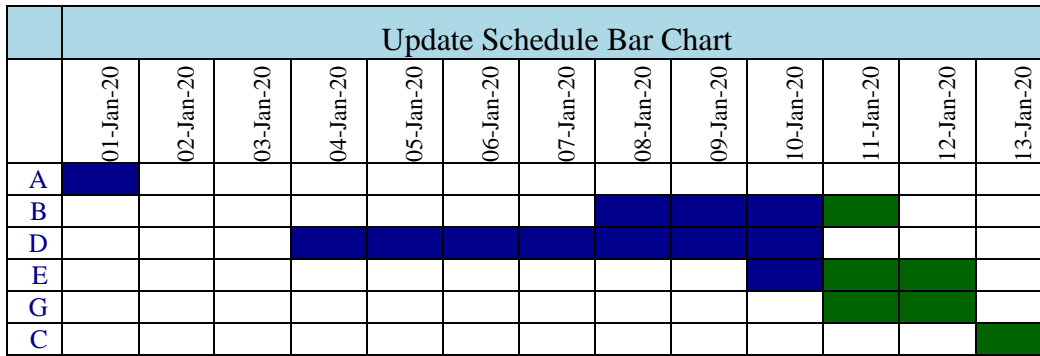 Update Schedule Bar Chart
01-Jan-20 02-Jan-20 03-Jan-20 04-Jan-20 05-Jan-20 06-Jan-20 07-Jan-20 08-Jan-20 09-Jan-20 10-Jan-20 11-Jan-20 12-Jan-20 13-Jan-20
A
B
D
E
G
C